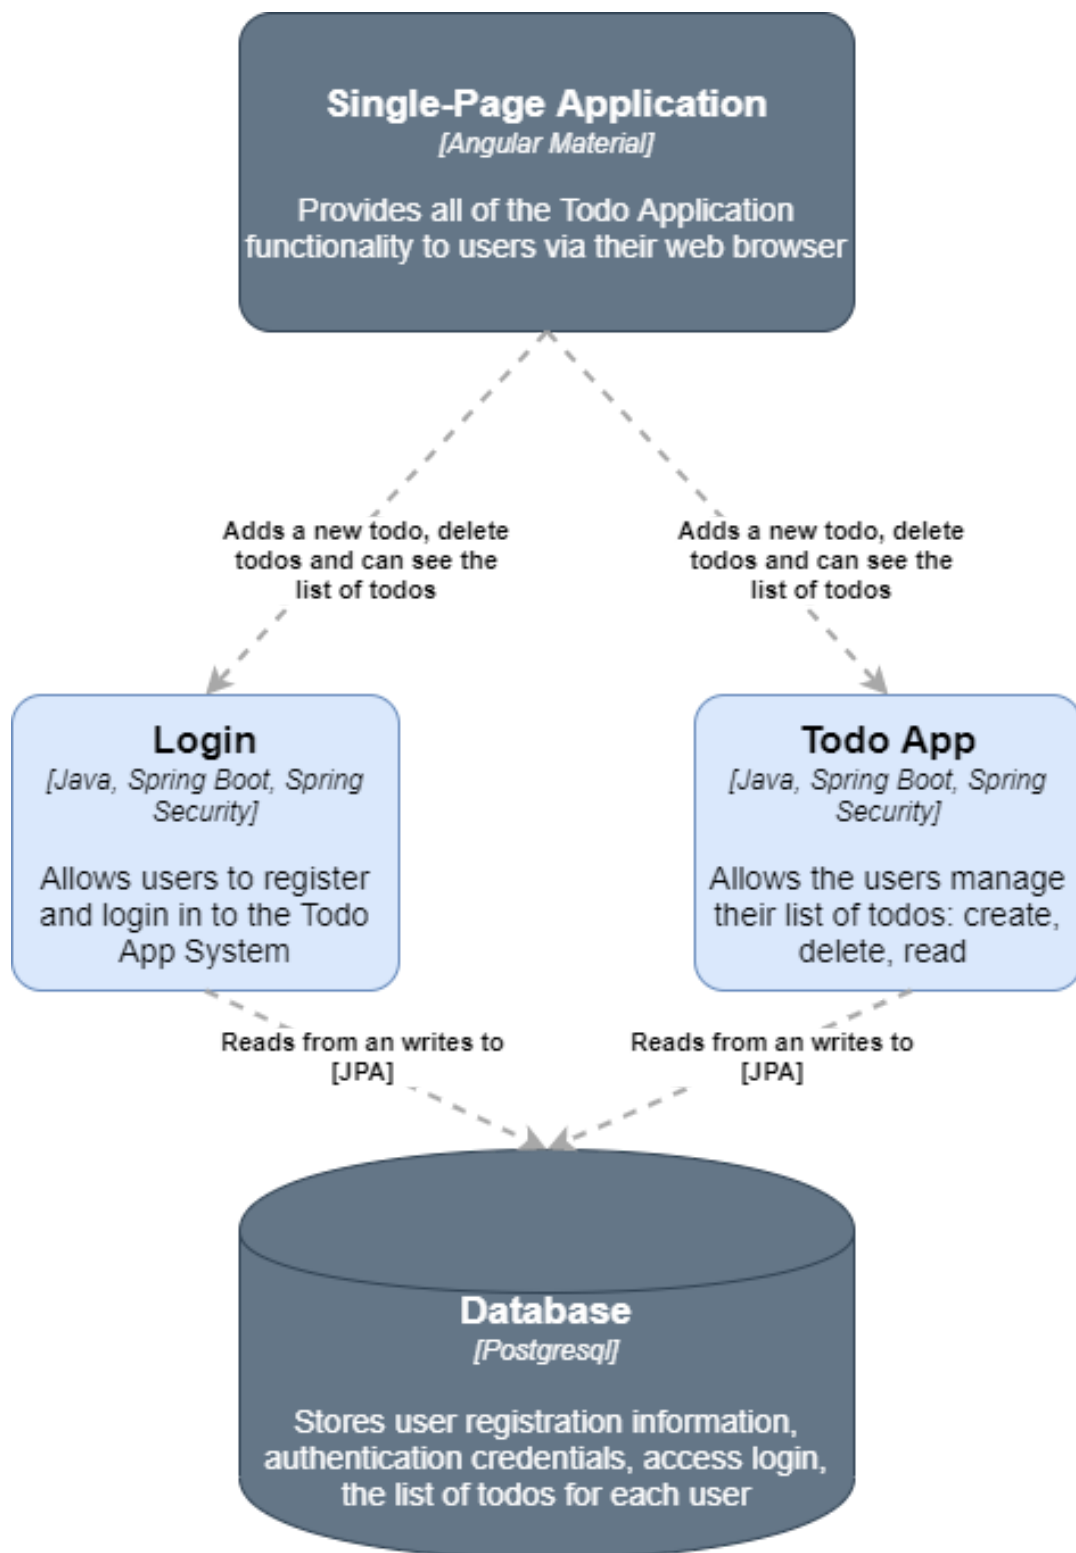 Single-Page Application
[Angular Material]
Provides all of the Todo Application
functionality to users via their web browser
Adds a new todo, delete
todos and can see the
list of todos
Adds a new todo, delete
todos and can see the
list of todos
Login
[Java, Spring Boot, Spring
Security]
Allows users to register
and login in to the Todo
App System
Todo App
[Java, Spring Boot, Spring
Security]
Allows the users manage
their list of todos: create,
delete, read
Reads from an writes to
[JPA]
Reads from an writes to
[JPA]
Database
[Postgresql]
Stores user registration information,
authentication credentials, access login,
the list of todos for each user